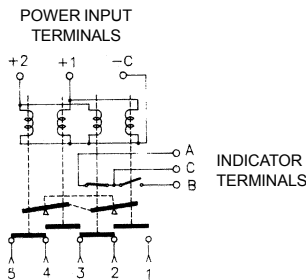 POWER INPUT
TERMINALS
+2 +1 -C
A
C
B
INDICATOR
TERMINALS
5 4 3 2 1